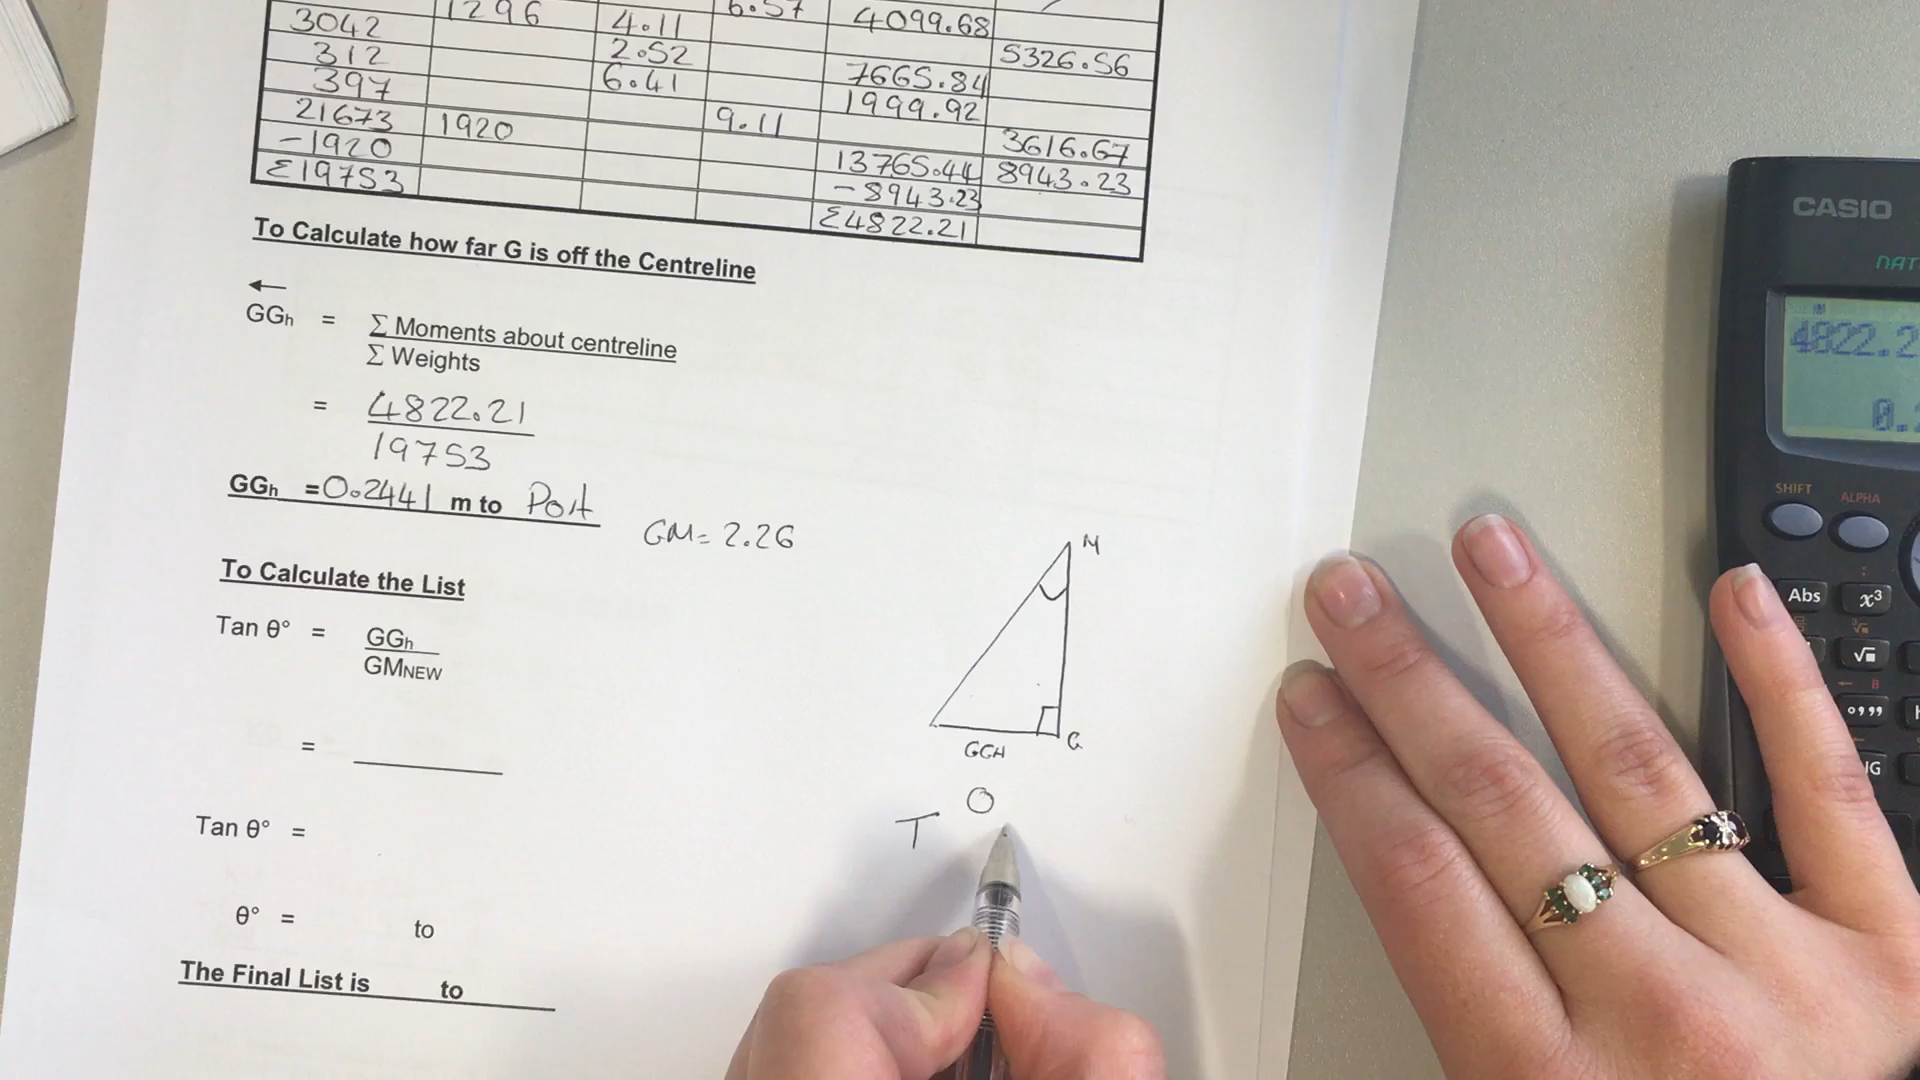 1296 6.57
3042 4.11 4099.68
312 2.52 5326.56
397 6.41 7665.84
21673 1920 9.11 1999.92
-1920 3616.67
Σ19753 13765.44 8943.23
-8943.23
Σ4822.21
To Calculate how far G is off the Centreline
←
GGh = Σ Moments about centreline
Σ Weights
= 4822.21
19753
GGh = 0.2441 m to Port
GM = 2.26
To Calculate the List
Tan θ° = GGh
GMNEW
=
Tan θ° =
θ° = to
The Final List is to
M
GGH G
O
T
CASIO
NAT
4822.2
0.
SHIFT ALPHA
Abs x³
√■
B
°,,,